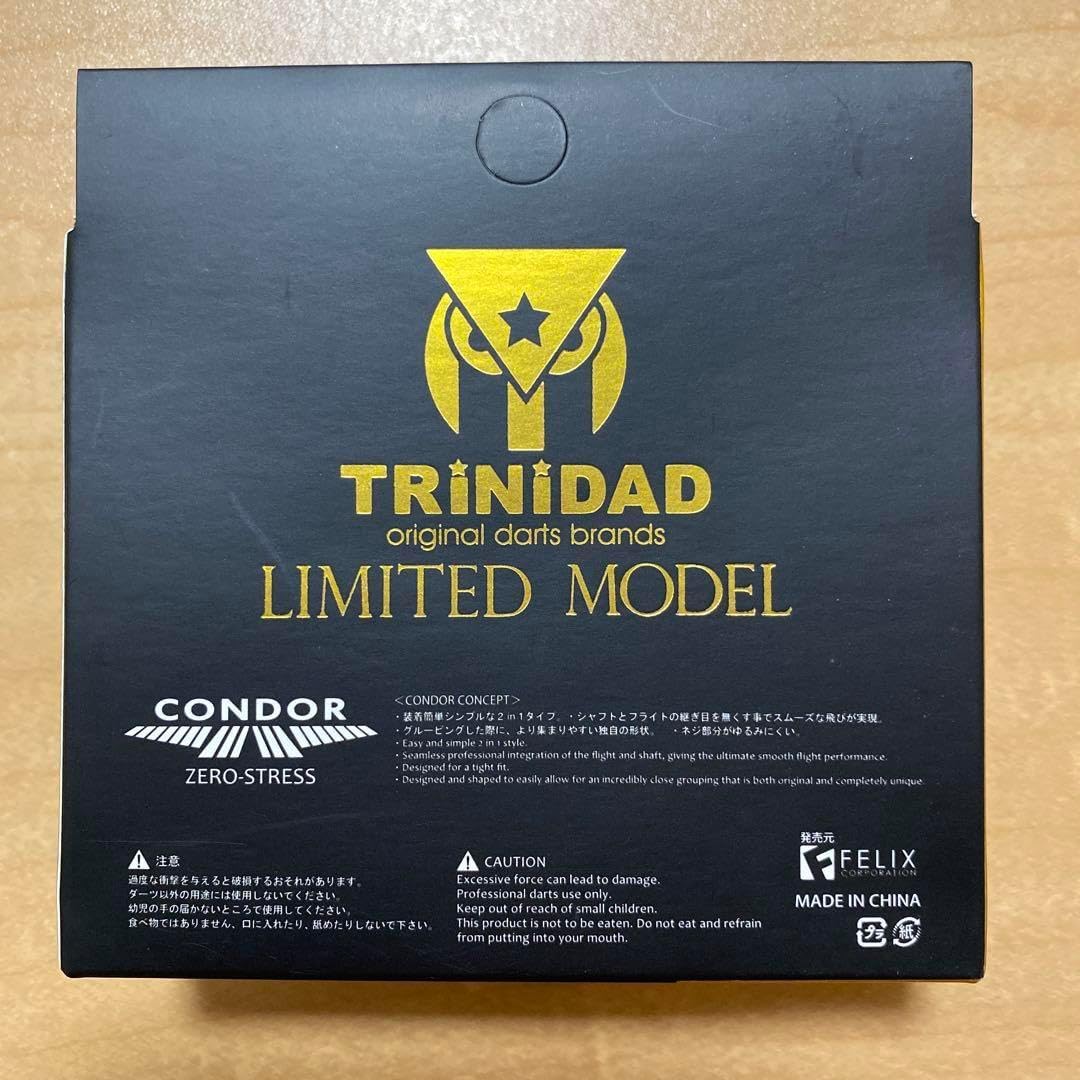 TRiNiDAD
original darts brands
LIMITED MODEL
CONDOR
ZERO-STRESS
<CONDOR CONCEPT>
・装着簡単シンプルな2 in 1タイプ。・シャフトとフライトの継ぎ目を無くす事でスムーズな飛びが実現。
・グルーピングした際に、より集まりやすい独自の形状。 ・ネジ部分がゆるみにくい。
・Easy and simple 2 in 1 style.
・Seamless professional integration of the flight and shaft, giving the ultimate smooth flight performance.
・Designed for a tight fit.
・Designed and shaped to easily allow for an incredibly close grouping that is both original and completely unique.
注意
過度な衝撃を与えると破損するおそれがあります。
ダーツ以外の用途には使用しないでください。
幼児の手の届かないところで使用してください。
食べ物ではありません、口に入れたり、舐めたりしないで下さい。
CAUTION
Excessive force can lead to damage.
Professional darts use only.
Keep out of reach of small children.
This product is not to be eaten. Do not eat and refrain
from putting into your mouth.
発売元
FELIX
CORPORATION
MADE IN CHINA
プラ 紙